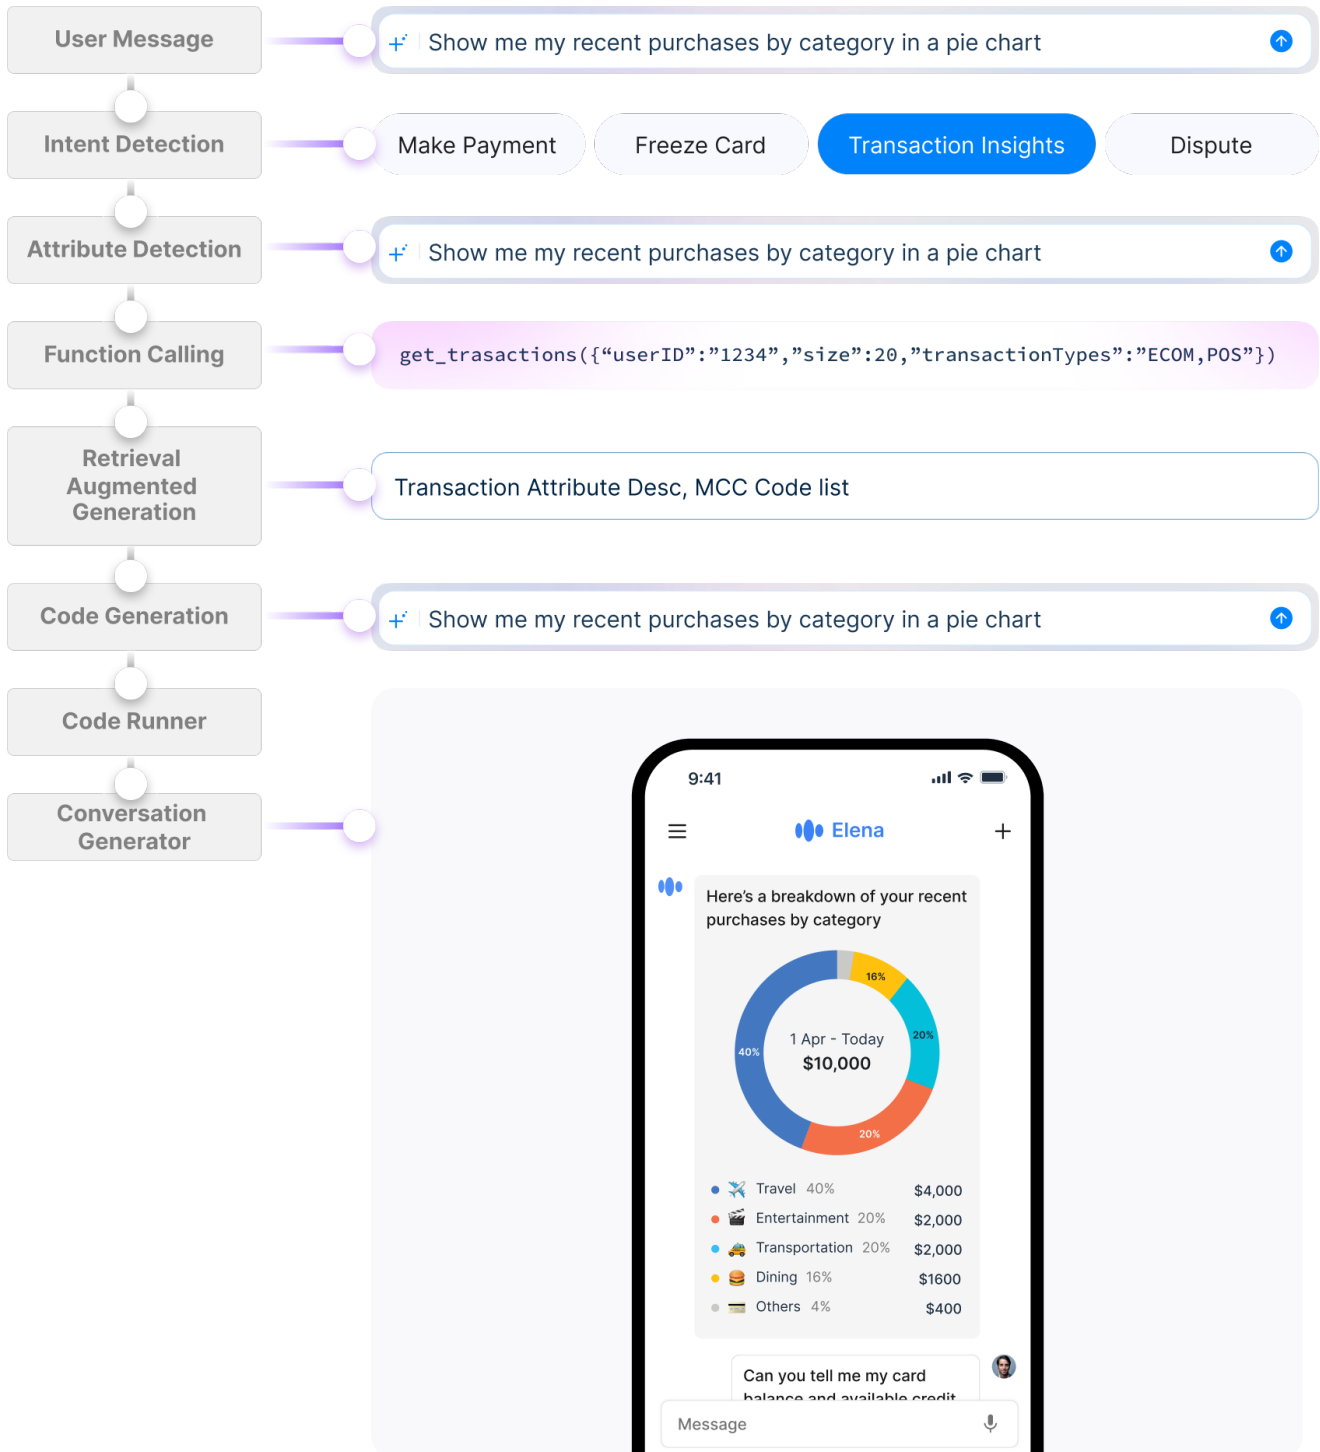 User Message
Show me my recent purchases by category in a pie chart
Intent Detection
Make Payment
Freeze Card
Transaction Insights
Dispute
Attribute Detection
Show me my recent purchases by category in a pie chart
Function Calling
get_trasactions({“userID”:”1234”,”size”:20,”transactionTypes”:”ECOM,POS”})
Retrieval
Augmented
Generation
Transaction Attribute Desc, MCC Code list
Code Generation
Show me my recent purchases by category in a pie chart
Code Runner
Conversation
Generator
9:41
Elena
Here’s a breakdown of your recent
purchases by category
16%
20%
40%
20%
1 Apr - Today
$10,000
Travel 40% $4,000
Entertainment 20% $2,000
Transportation 20% $2,000
Dining 16% $1600
Others 4% $400
Can you tell me my card
balance and available credit
Message